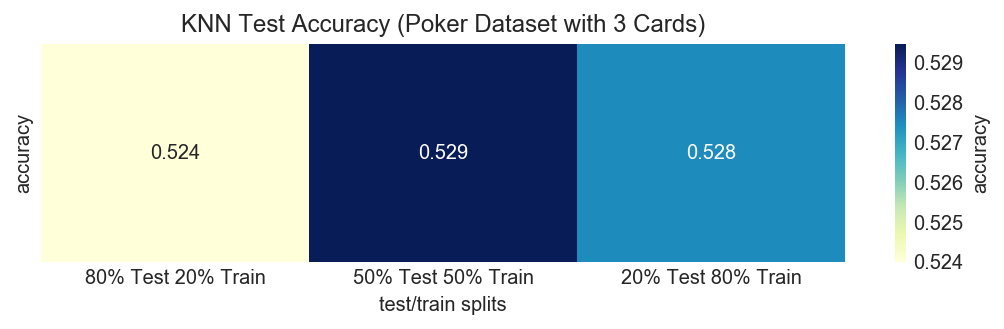 KNN Test Accuracy (Poker Dataset with 3 Cards)
accuracy
0.524
0.529
0.528
80% Test 20% Train
50% Test 50% Train
20% Test 80% Train
test/train splits
0.529
0.528
0.527
0.526
0.525
0.524
accuracy